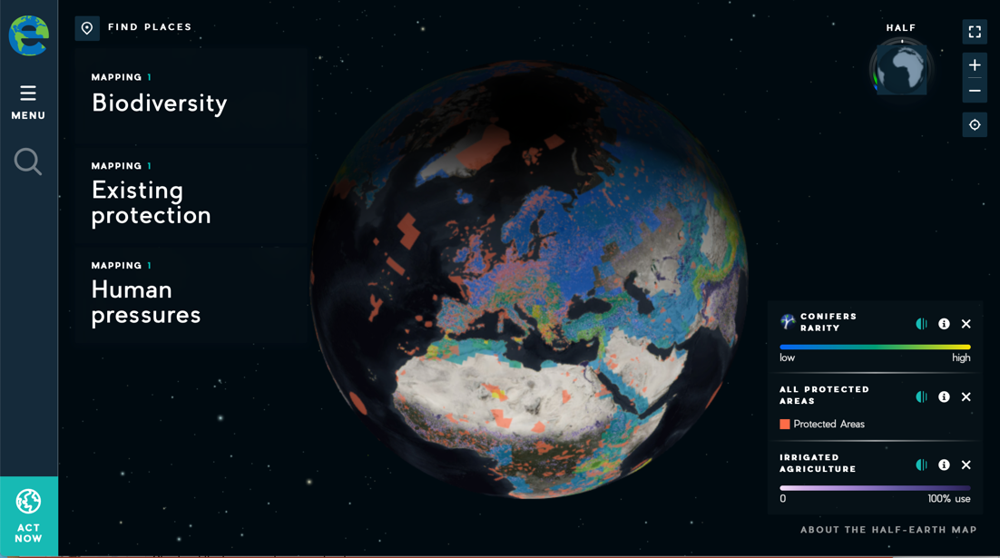 FIND PLACES
HALF
MENU
MAPPING 1
Biodiversity
MAPPING 1
Existing
protection
MAPPING 1
Human
pressures
CONIFERS
RARITY
low high
ALL PROTECTED
AREAS
Protected Areas
IRRIGATED
AGRICULTURE
0 100% use
ACT
NOW
ABOUT THE HALF-EARTH MAP